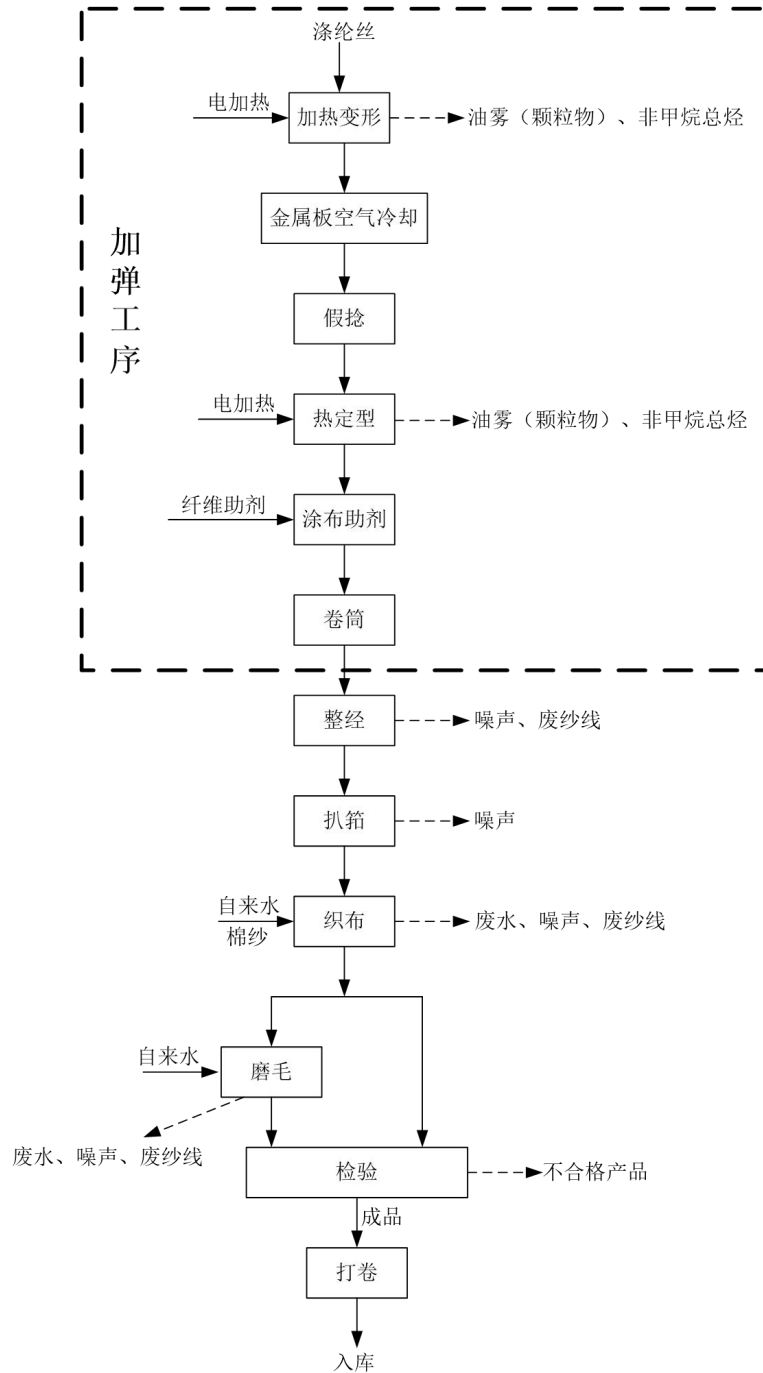 涤纶丝
电加热
加热变形
油雾（颗粒物）、非甲烷总烃
金属板空气冷却
加弹工序
假捻
电加热
热定型
油雾（颗粒物）、非甲烷总烃
纤维助剂
涂布助剂
卷筒
整经
噪声、废纱线
扒筘
噪声
自来水
棉纱
织布
废水、噪声、废纱线
自来水
磨毛
废水、噪声、废纱线
检验
不合格产品
成品
打卷
入库